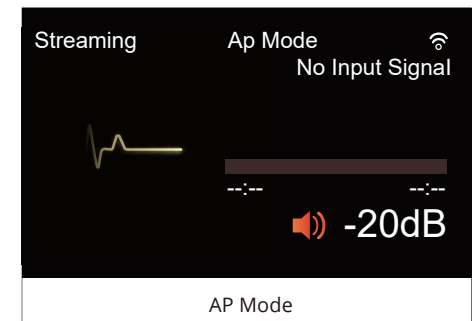 Streaming Ap Mode
No Input Signal
--:-- --:--
-20dB
AP Mode